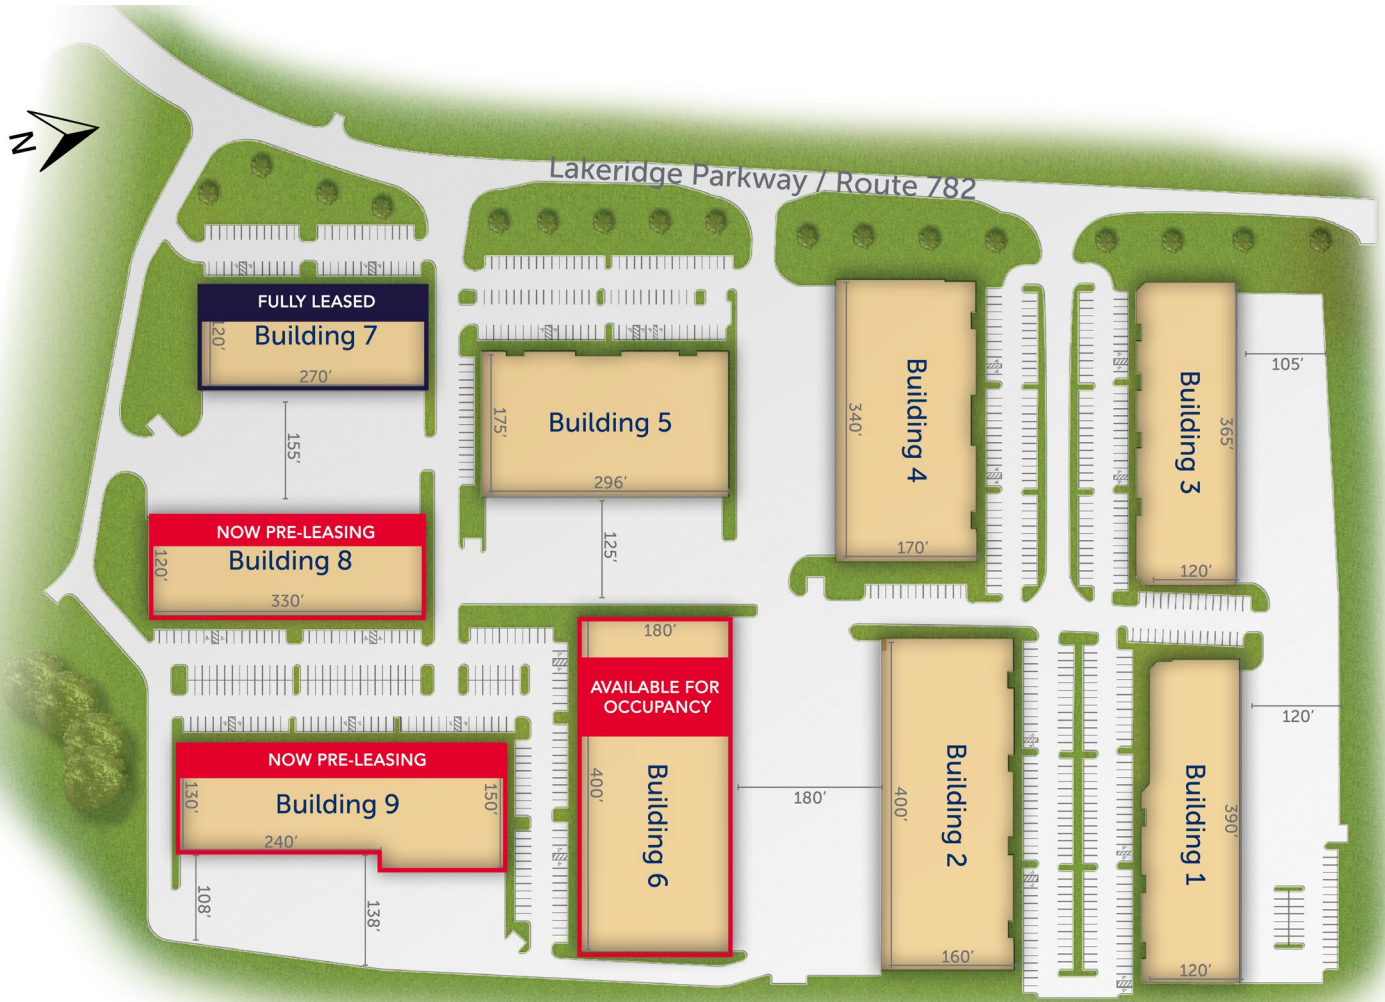 N
Lakeridge Parkway / Route 782
FULLY LEASED
Building 7
120'
270'
155'
NOW PRE-LEASING
Building 8
120'
330'
NOW PRE-LEASING
Building 9
130'
150'
240'
108'
138'
Building 5
175'
296'
125'
180'
AVAILABLE FOR
OCCUPANCY
400'
Building 6
180'
Building 4
340'
170'
Building 3
365'
120'
105'
Building 2
400'
160'
Building 1
390'
120'
120'